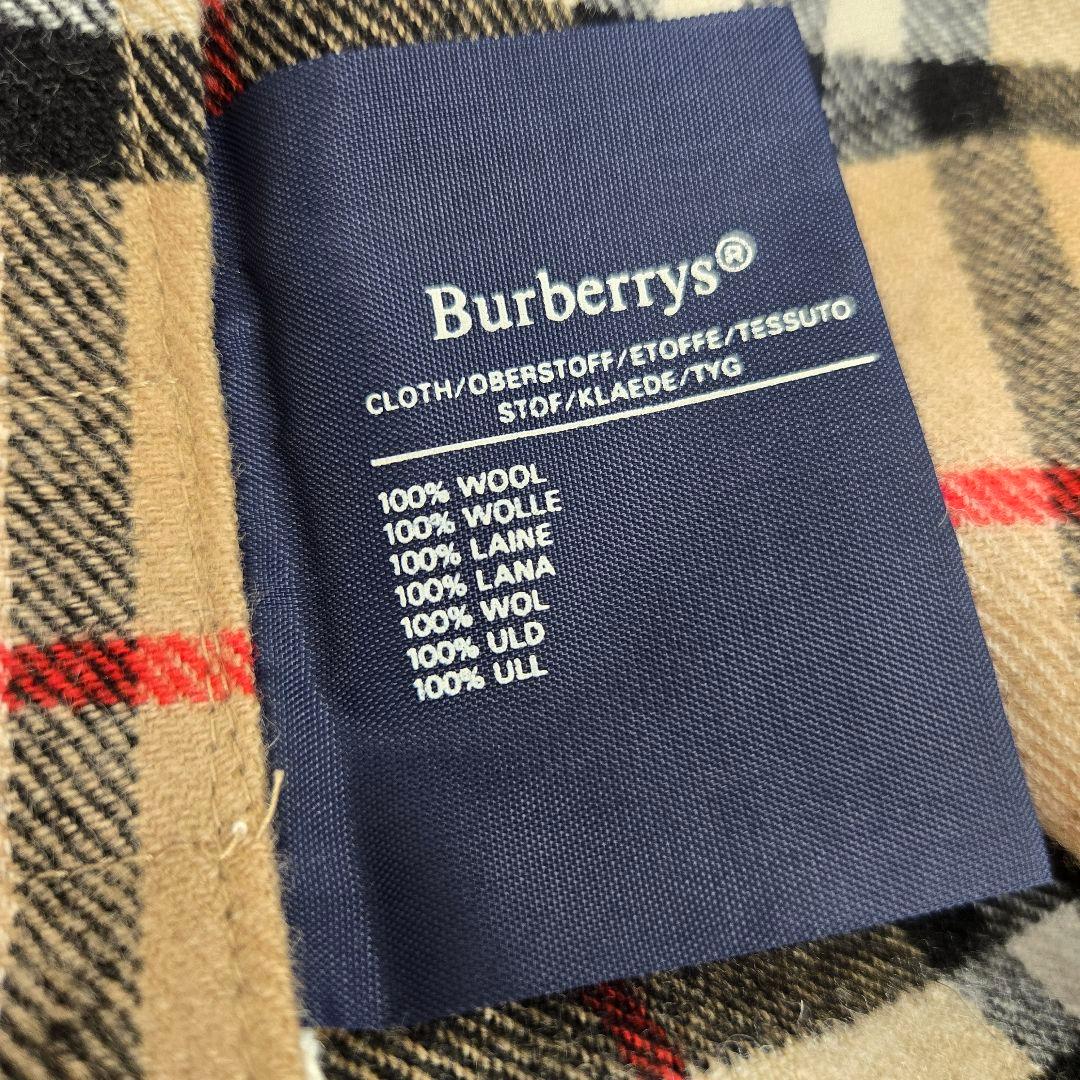 Burberrys®
CLOTH/OBERSTOFF/ETOFFE/TESSUTO
STOF/KLAEDE/TYG
100% WOOL
100% WOLLE
100% LAINE
100% LANA
100% WOL
100% ULD
100% ULL